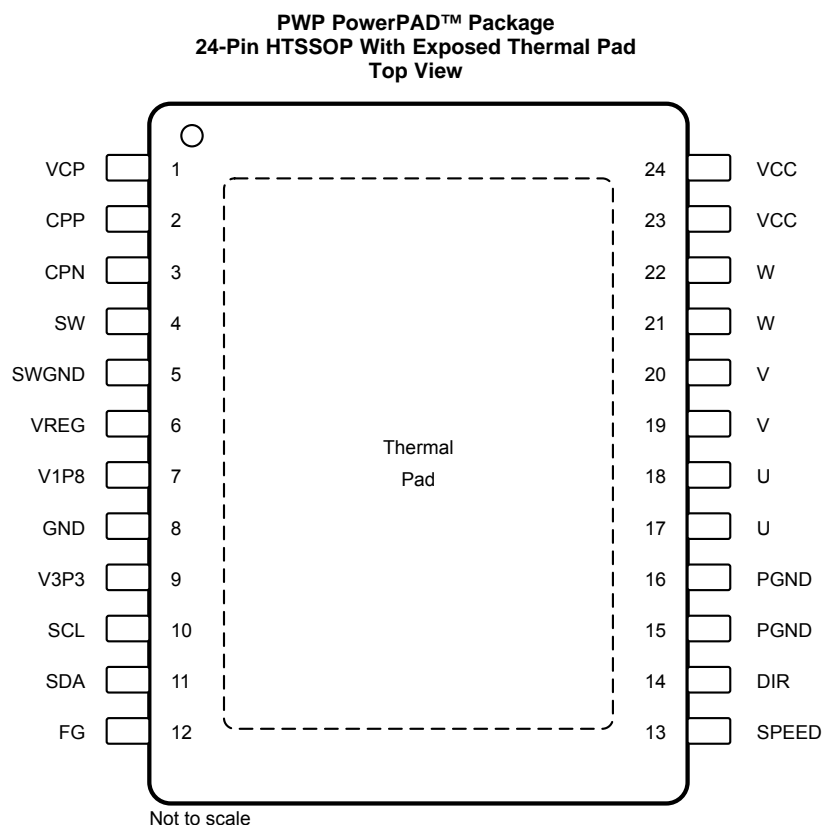 PWP PowerPAD™ Package
24-Pin HTSSOP With Exposed Thermal Pad
Top View
VCP 1 24 VCC
CPP 2 23 VCC
CPN 3 22 W
SW 4 21 W
SWGND 5 20 V
VREG 6 19 V
Thermal
Pad
V1P8 7 18 U
GND 8 17 U
V3P3 9 16 PGND
SCL 10 15 PGND
SDA 11 14 DIR
FG 12 13 SPEED
Not to scale